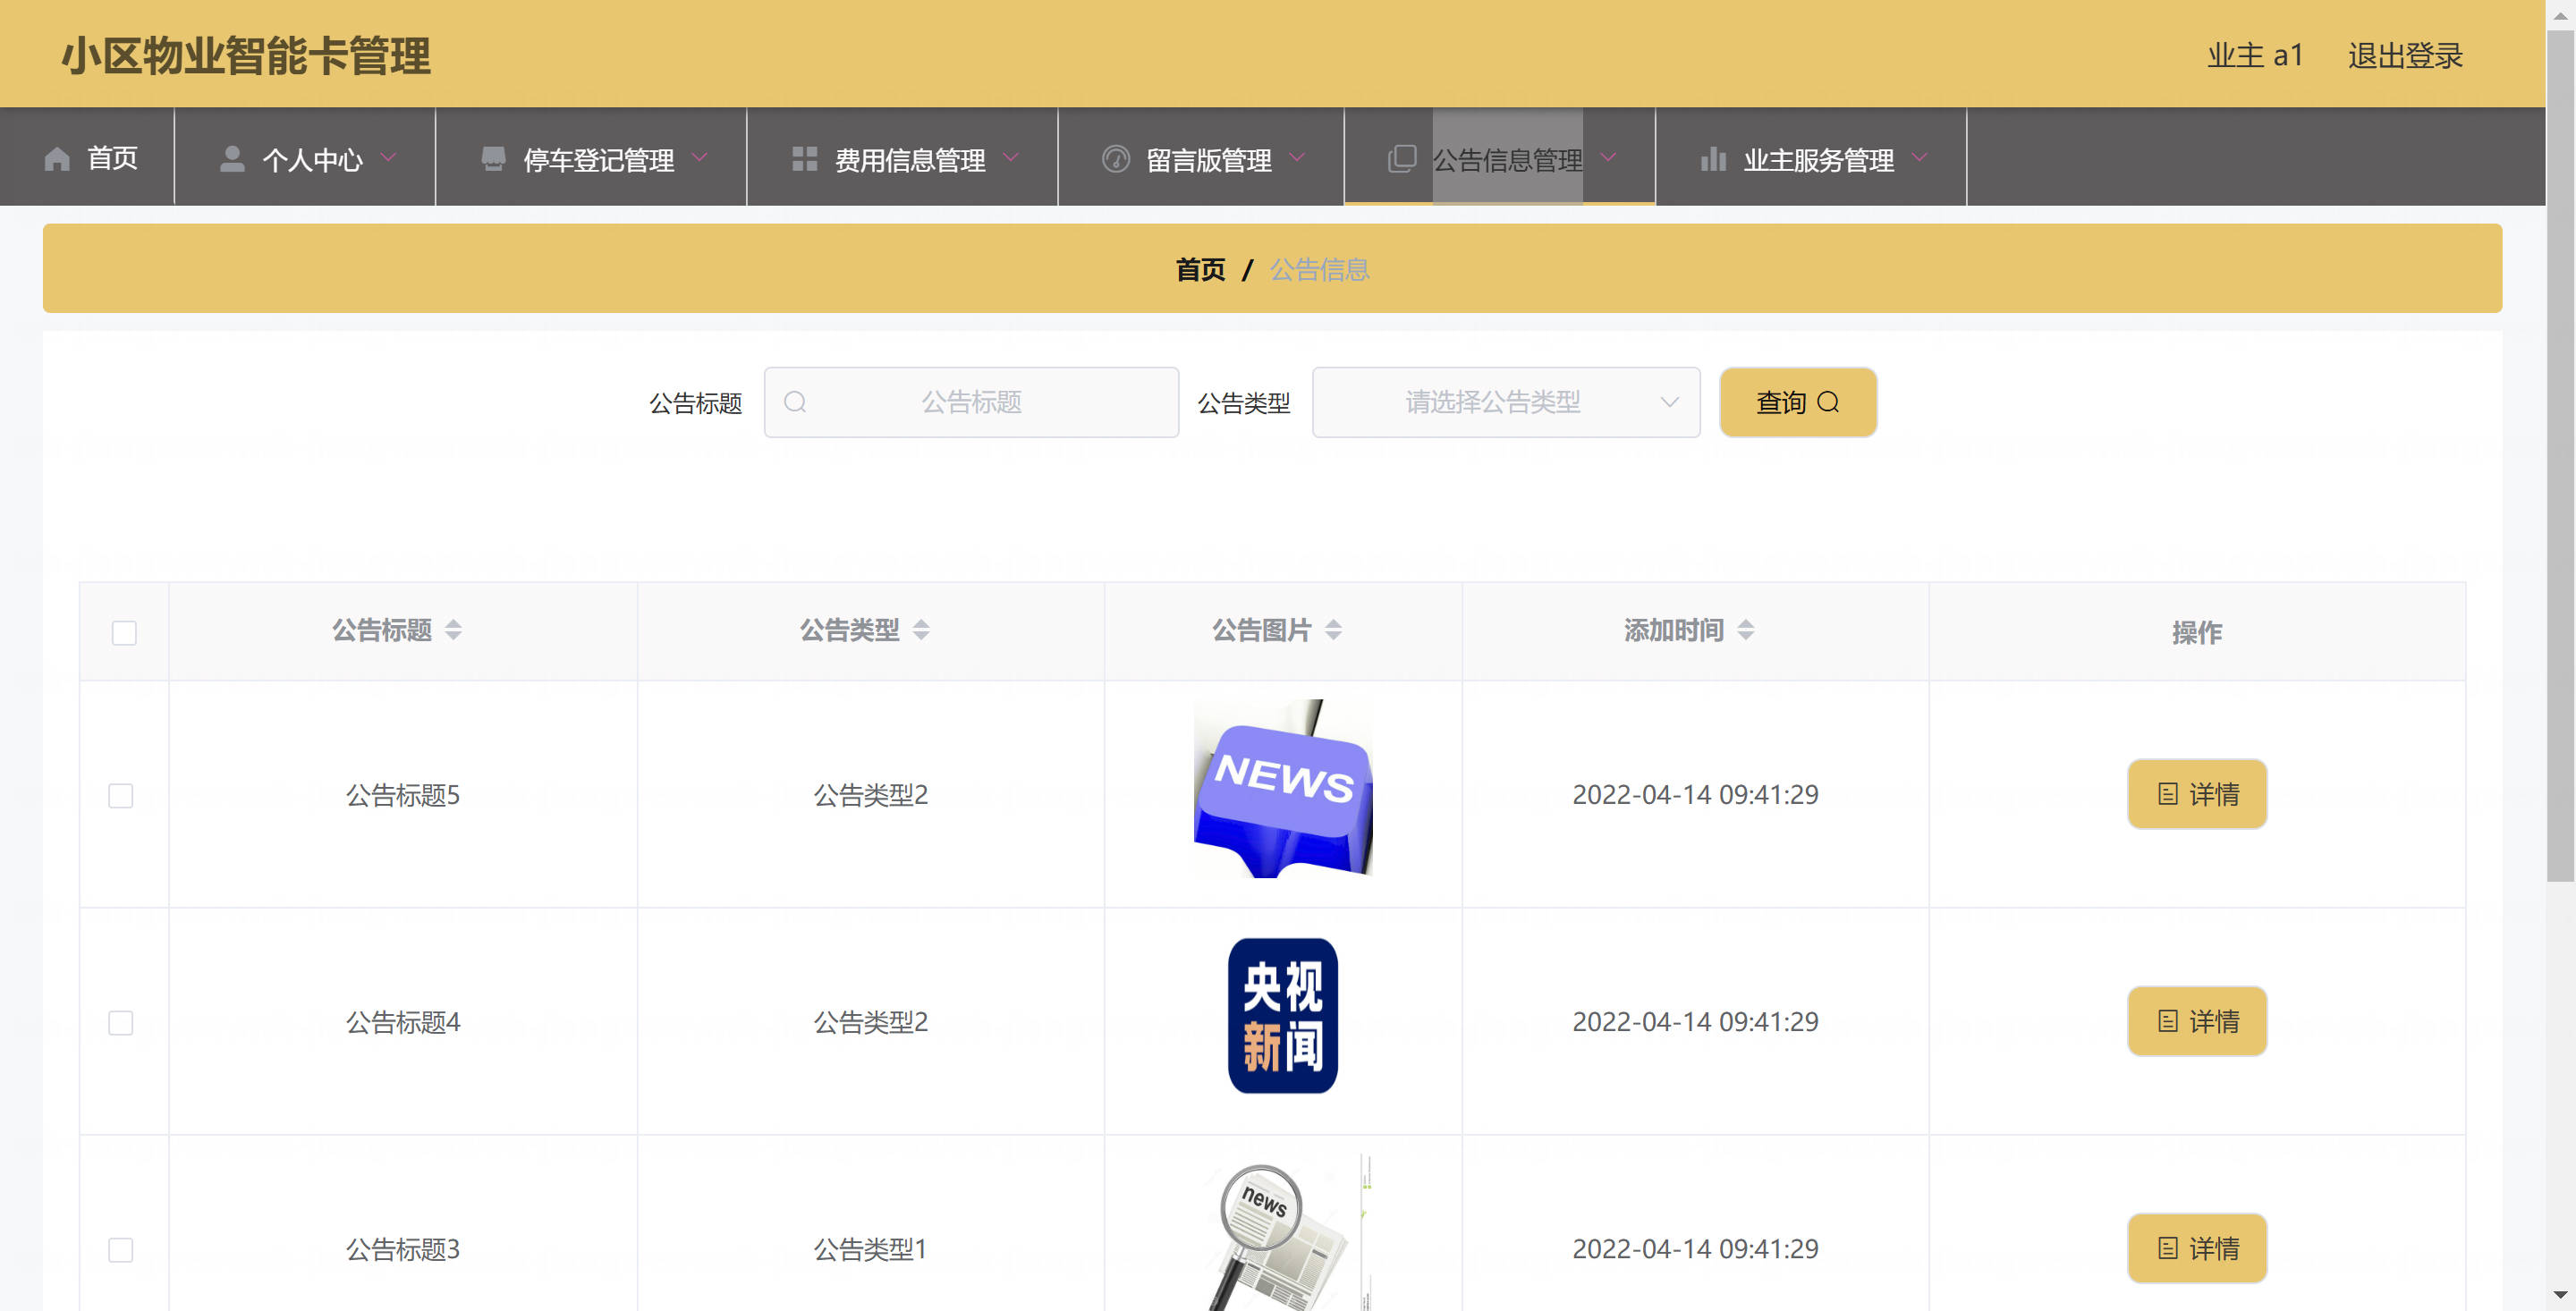 小区物业智能卡管理
业主 a1 退出登录
首页 个人中心 停车登记管理 费用信息管理 留言版管理 公告信息管理 业主服务管理
首页 / 公告信息
公告标题 公告标题 公告类型 请选择公告类型 查询
公告标题 公告类型 公告图片 添加时间 操作
公告标题5 公告类型2 NEWS 2022-04-14 09:41:29 详情
公告标题4 公告类型2 央视新闻 2022-04-14 09:41:29 详情
公告标题3 公告类型1 news 2022-04-14 09:41:29 详情